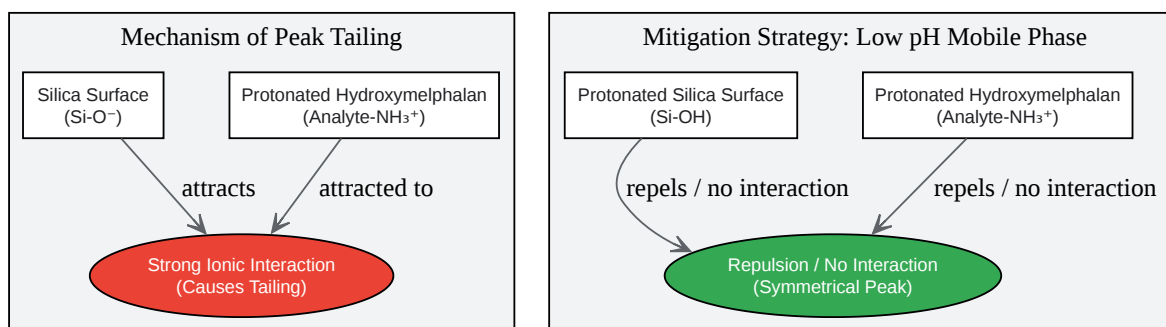 Mechanism of Peak Tailing
Silica Surface
(Si-O⁻)
Protonated Hydroxymelphalan
(Analyte-NH₃⁺)
attracts
attracted to
Strong Ionic Interaction
(Causes Tailing)
Mitigation Strategy: Low pH Mobile Phase
Protonated Silica Surface
(Si-OH)
Protonated Hydroxymelphalan
(Analyte-NH₃⁺)
repels / no interaction
repels / no interaction
Repulsion / No Interaction
(Symmetrical Peak)